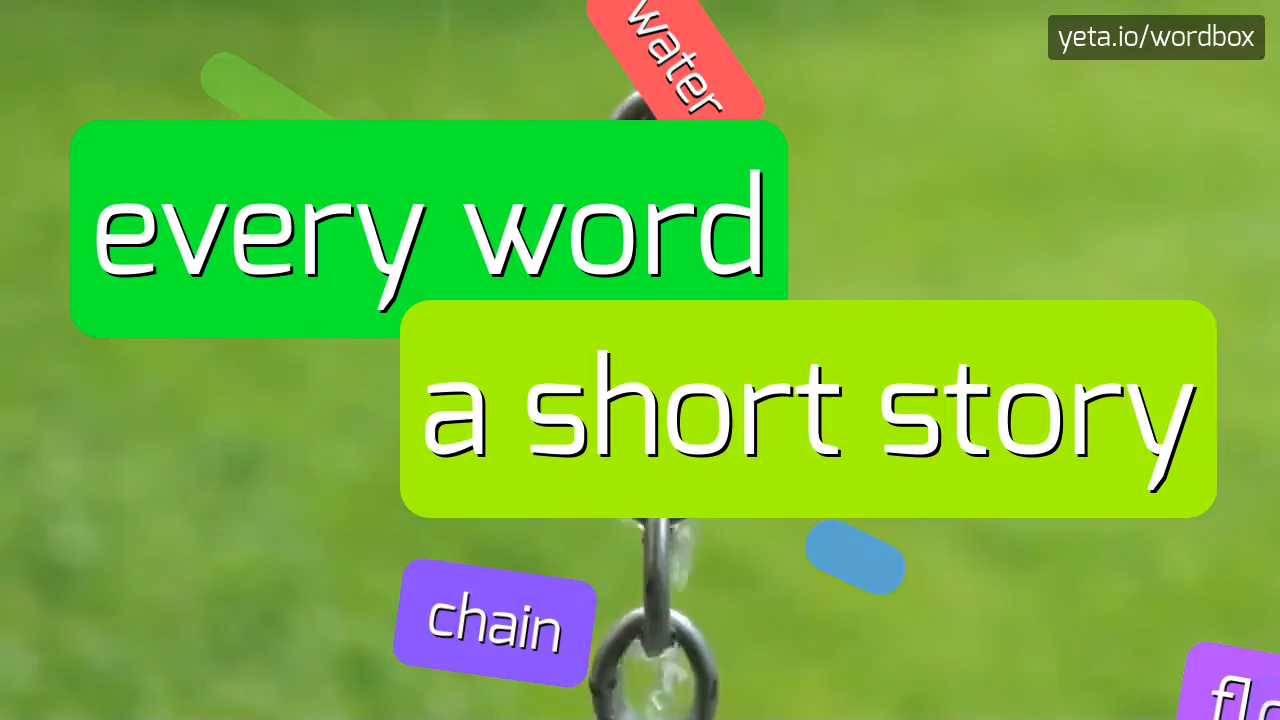 water
yeta.io/wordbox
every word
a short story
chain